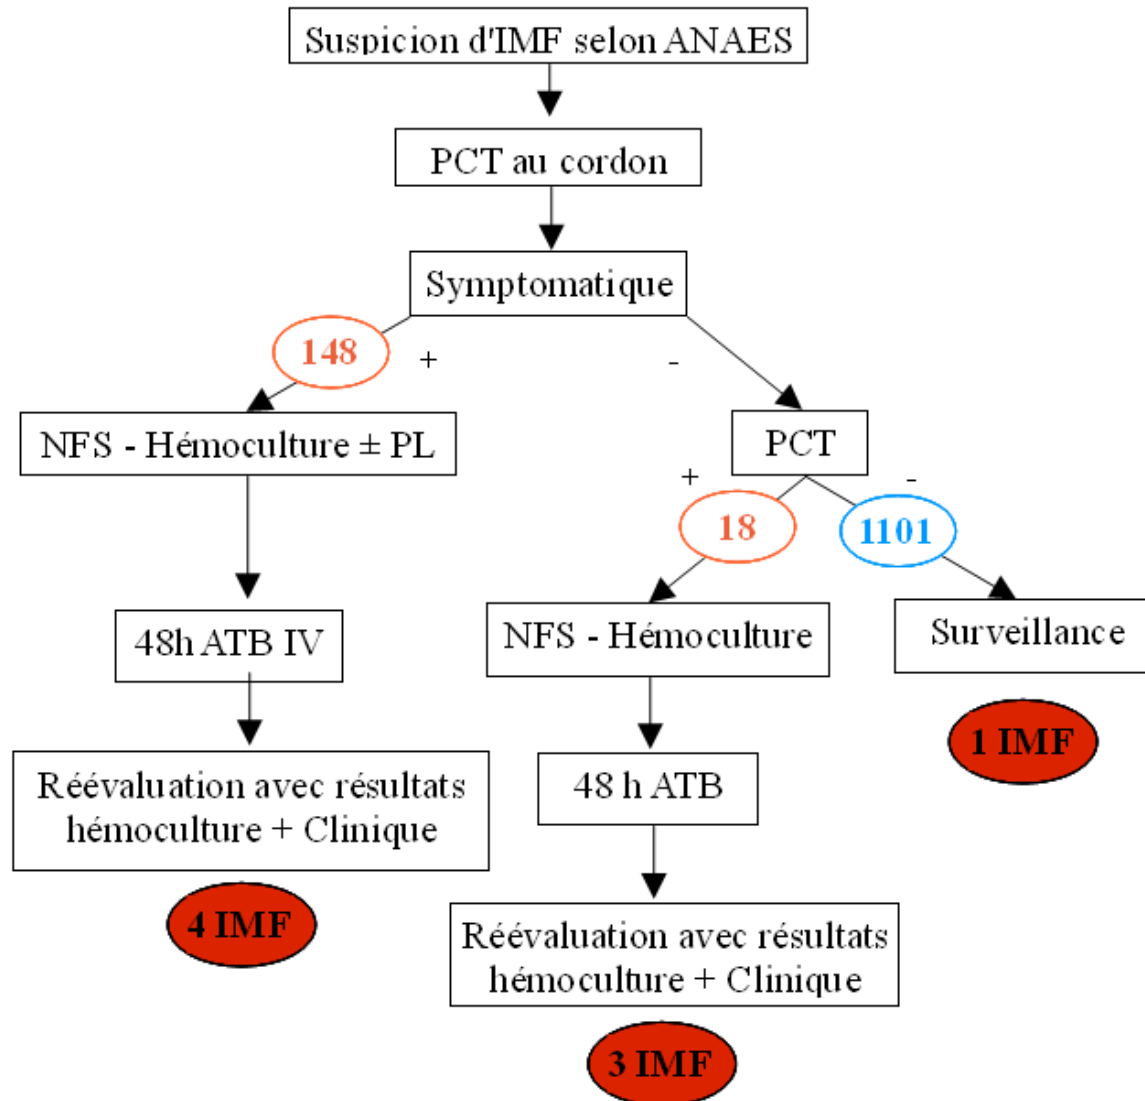 Suspicion d'IMF selon ANAES
PCT au cordon
Symptomatique
148
+
-
NFS - Hémoculture ± PL
PCT
+
-
18
1101
48h ATB IV
NFS - Hémoculture
Surveillance
1 IMF
Réévaluation avec résultats
hémoculture + Clinique
48 h ATB
4 IMF
Réévaluation avec résultats
hémoculture + Clinique
3 IMF